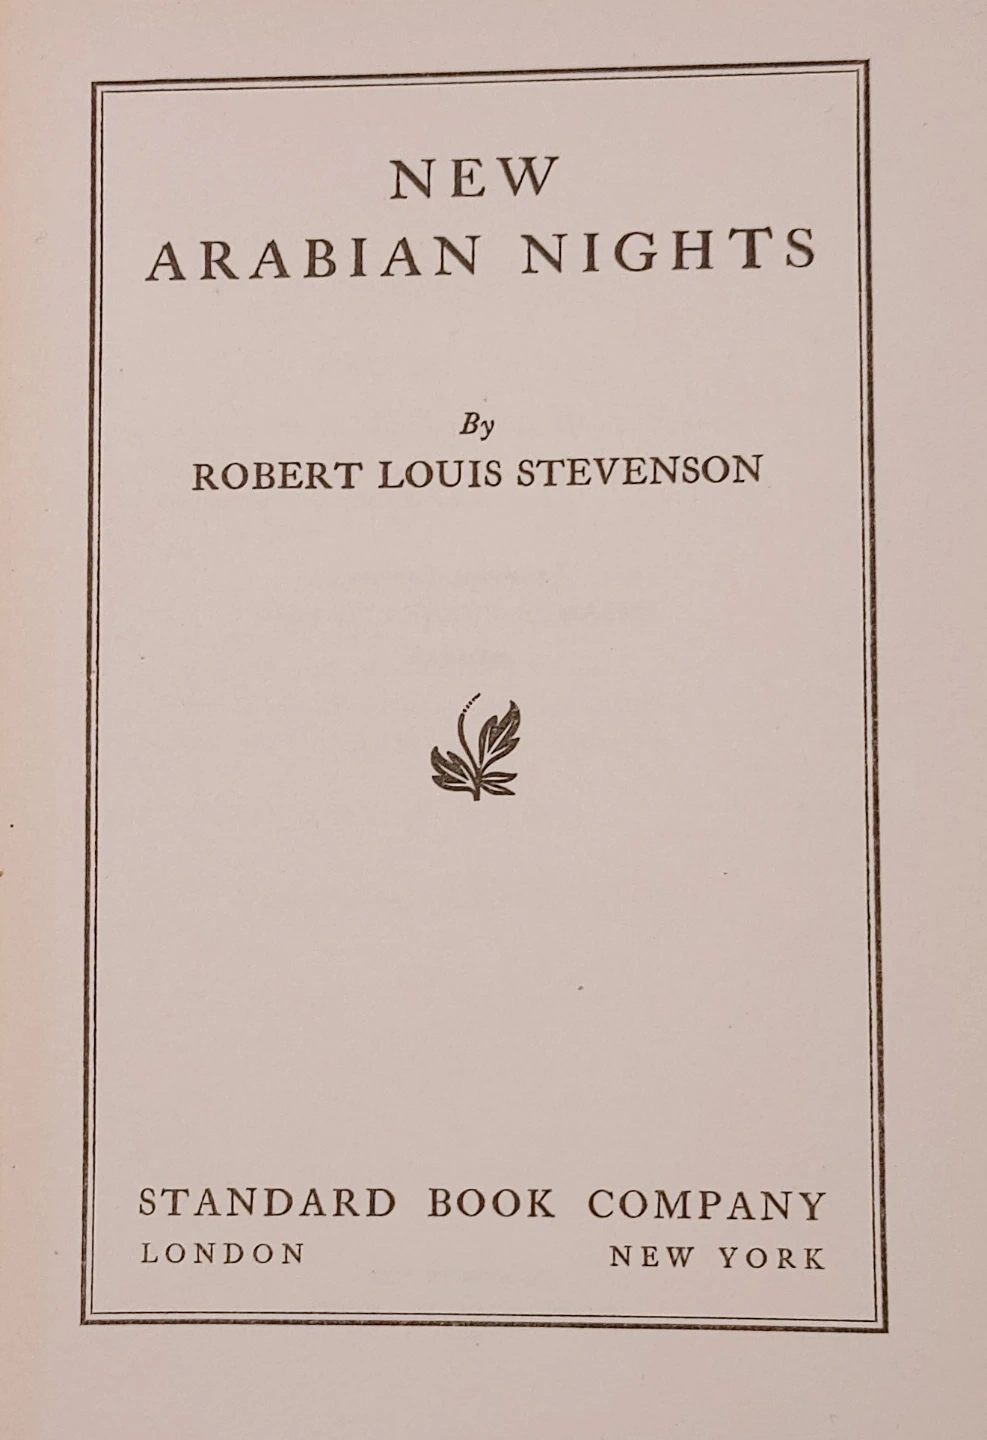 NEW
ARABIAN NIGHTS
By
ROBERT LOUIS STEVENSON
STANDARD BOOK COMPANY
LONDON NEW YORK